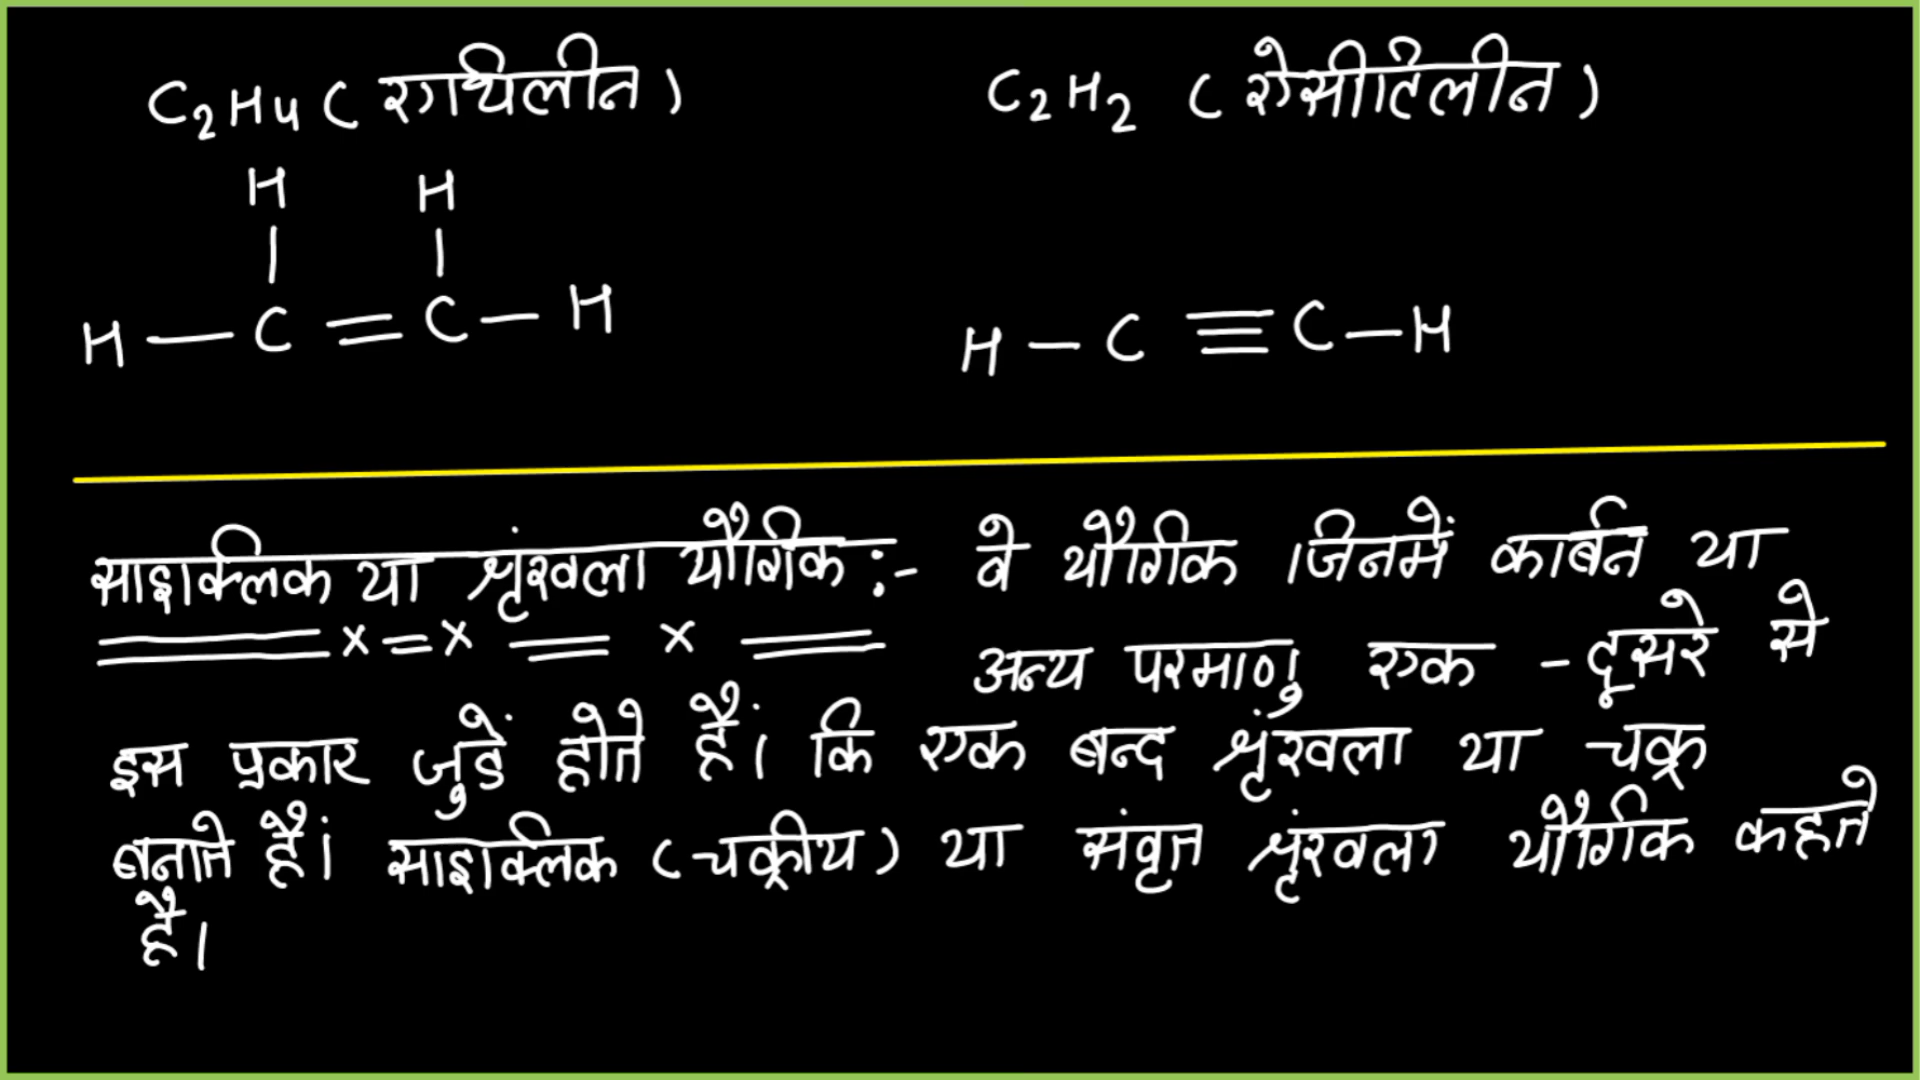 C2H4 ( एथिलीन )
C2H2 ( ऐसीटिलीन )
H H
H — C = C — H
H — C ≡ C — H
साइक्लिक या शृंखला यौगिक :- वे यौगिक जिनमें कार्बन या
अन्य परमाणु एक - दूसरे से
इस प्रकार जुडें होते हैं। कि एक बन्द शृंखला या चक्र
बनाते हैं। साइक्लिक ( चक्रीय ) या संवृत्त शृंखला यौगिक कहते
है।